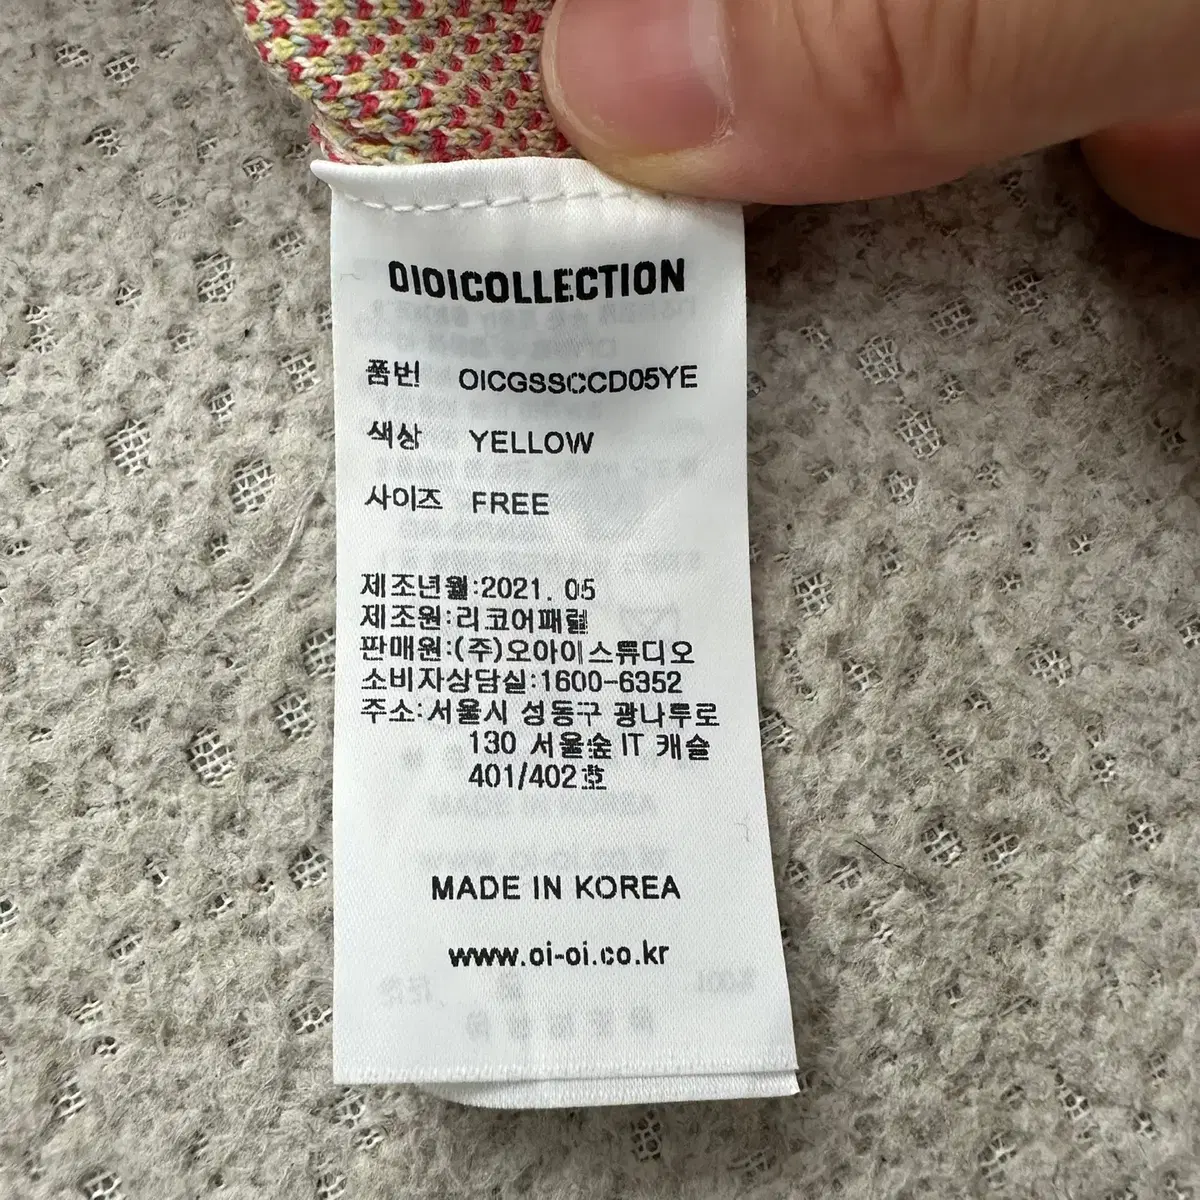 OIOICOLLECTION
품번 OICGSSCCD05YE
색상 YELLOW
사이즈 FREE
제조년월:2021. 05
제조원:리코어패럴
판매원:(주)오아이스튜디오
소비자상담실:1600-6352
주소:서울시 성동구 광나루로
130 서울숲 IT 캐슬
401/402호
MADE IN KOREA
www.oi-oi.co.kr